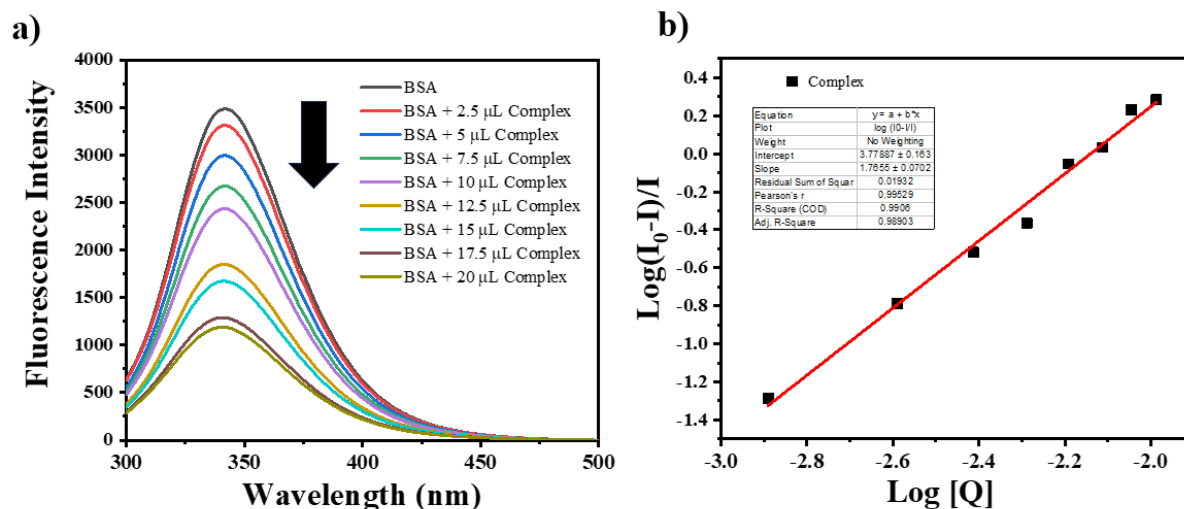 a)
4000
3500
3000
2500
2000
1500
1000
500
0
Fluorescence Intensity
300
350
400
450
500
Wavelength (nm)
BSA
BSA + 2.5 µL Complex
BSA + 5 µL Complex
BSA + 7.5 µL Complex
BSA + 10 µL Complex
BSA + 12.5 µL Complex
BSA + 15 µL Complex
BSA + 17.5 µL Complex
BSA + 20 µL Complex
b)
0.4
0.0
-0.2
-0.4
-0.6
-0.8
-1.0
-1.2
-1.4
Log(I0-I)/I
-3.0
-2.8
-2.6
-2.4
-2.2
-2.0
Log [Q]
Complex
Equation y = a + b*x
Plot log (I0-I/I)
Weight No Weighting
Intercept 3.77887 ± 0.163
Slope 1.7655 ± 0.0702
Residual Sum of Squar 0.01932
Pearson's r 0.99529
R-Square (COD) 0.9906
Adj. R-Square 0.98903